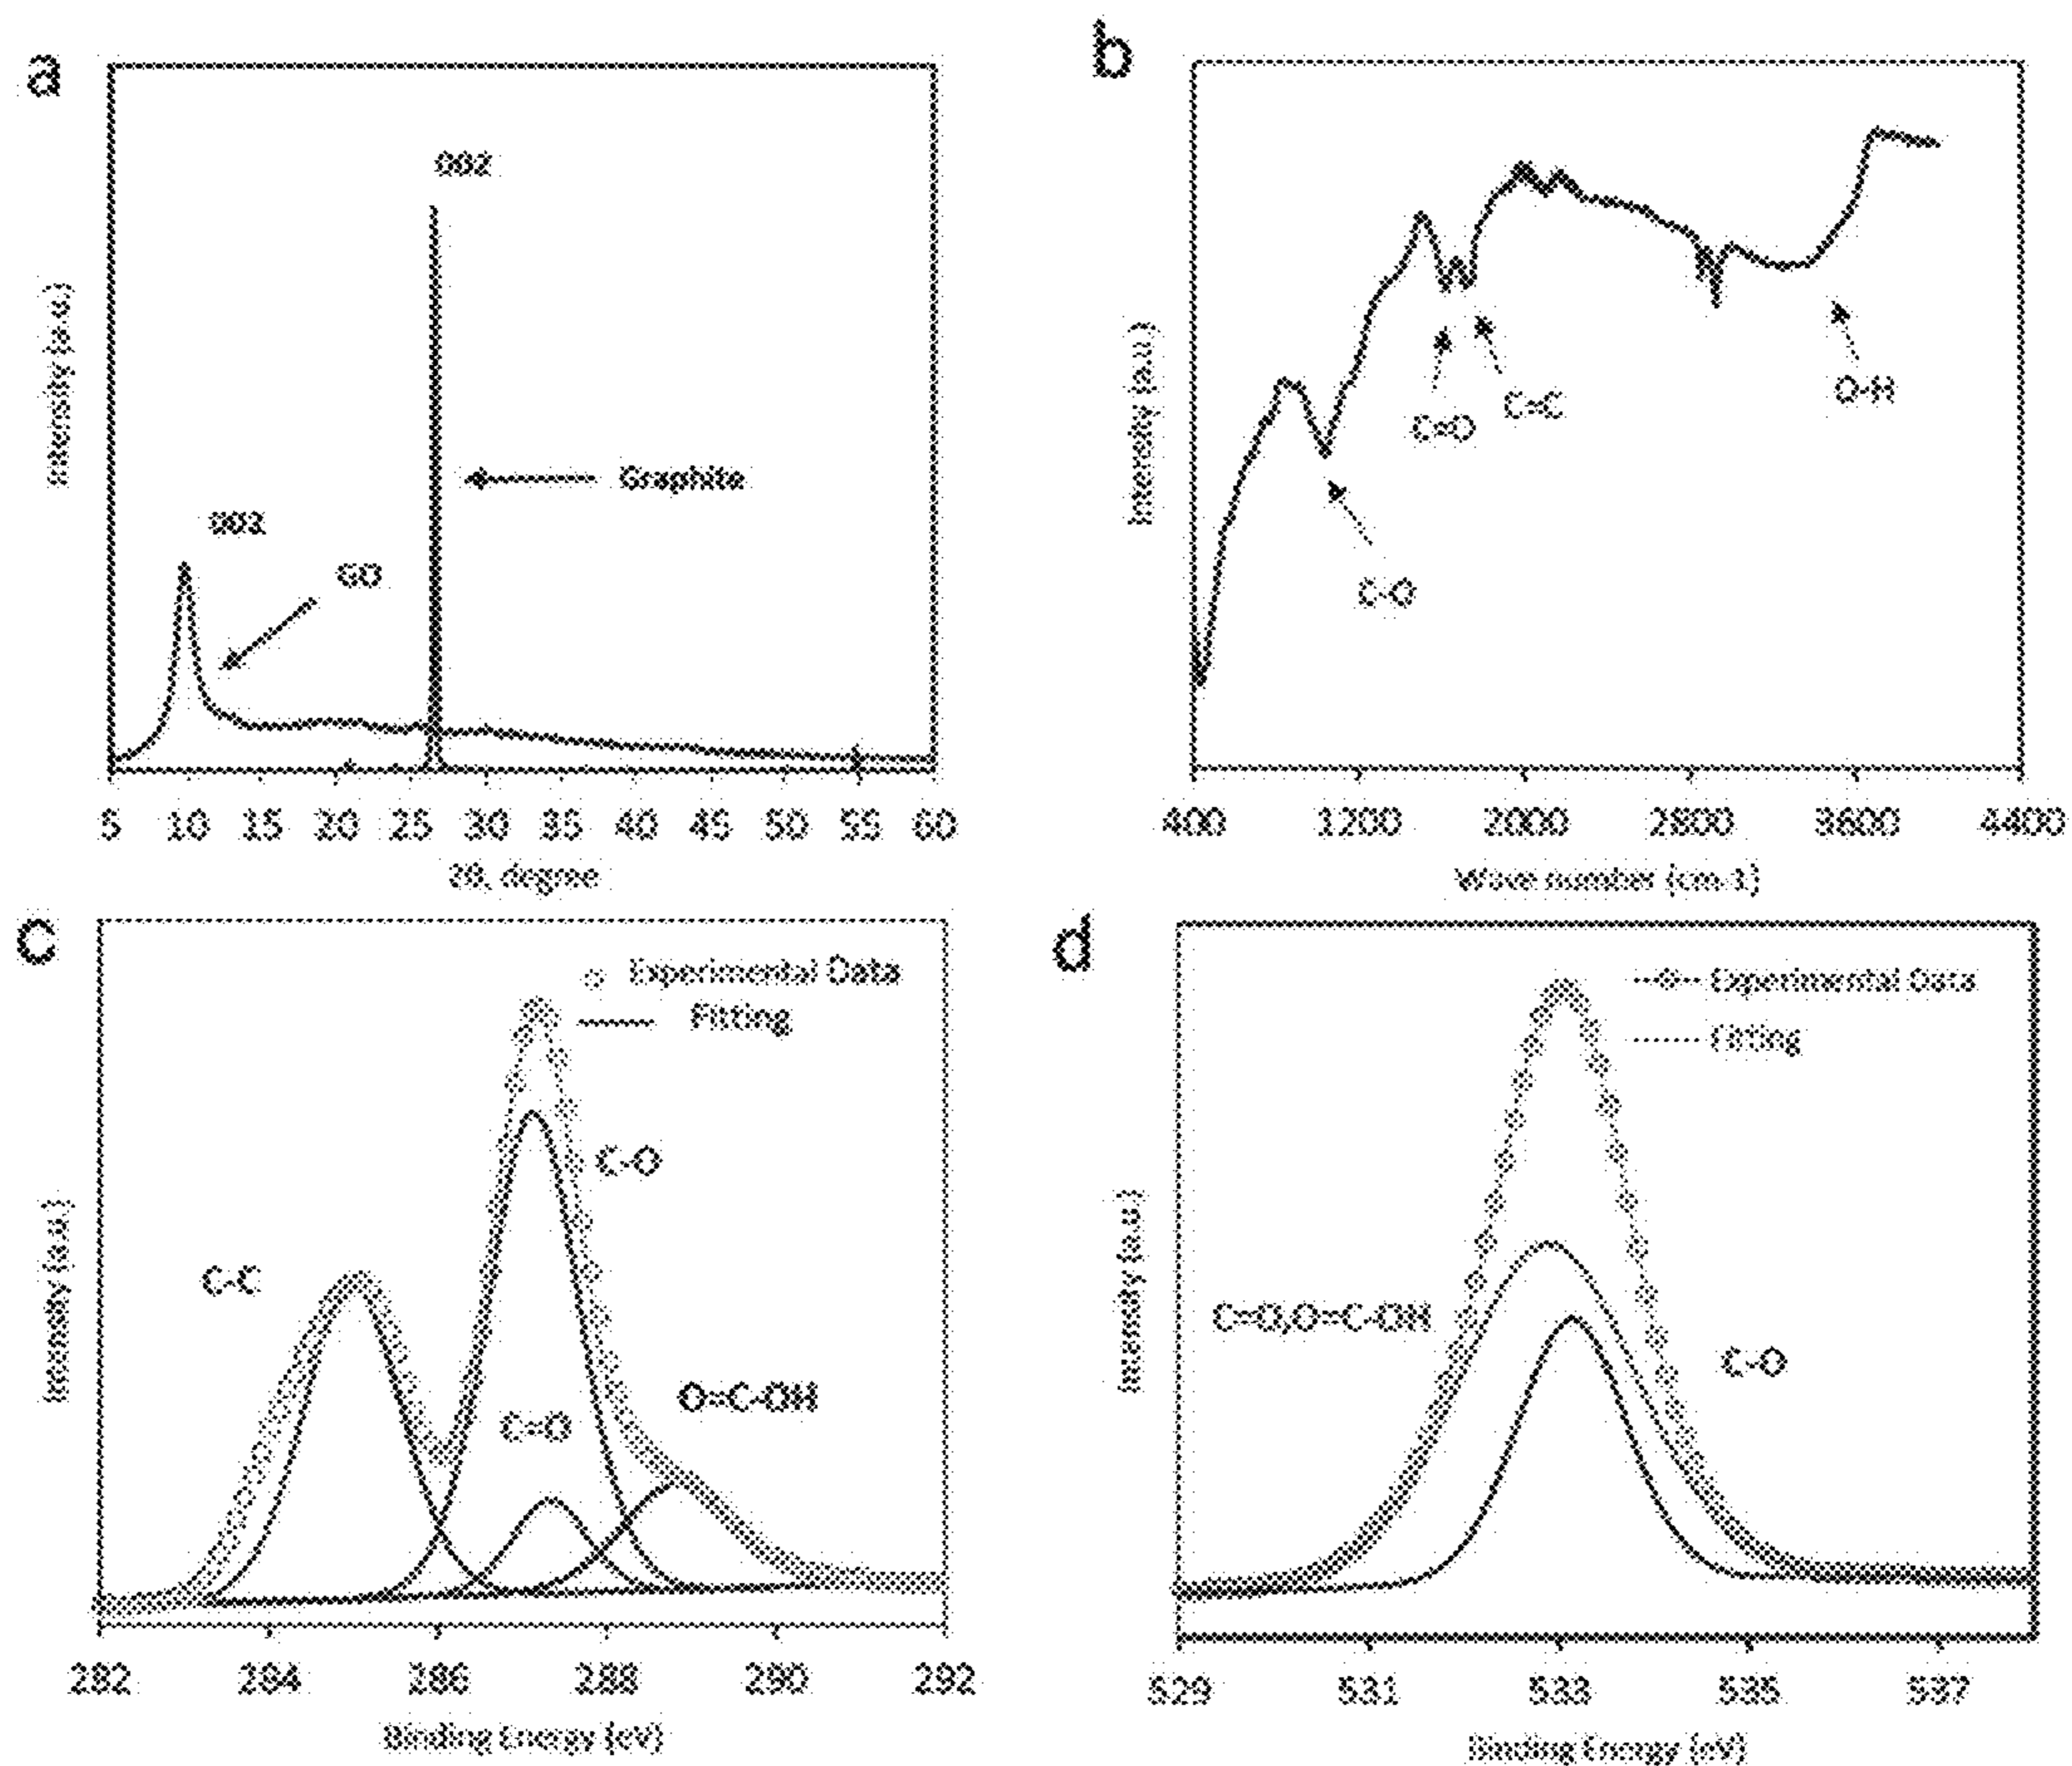 a
002
Graphite
001
GO
Intensity (a.u.)
5 10 15 20 25 30 35 40 45 50 55 60
2θ, degree
b
C=O
C=C
O-H
C-O
Intensity (a.u.)
400 1200 2000 2800 3600 4400
Wave number (cm-1)
c
Experimental Data
Fitting
C-O
C-C
O=C-OH
C=O
Intensity (a.u.)
282 284 286 288 290 292
Binding Energy (eV)
d
Experimental Data
Fitting
C=O,O=C-OH
C-O
Intensity (a.u.)
529 531 533 535 537
Binding Energy (eV)